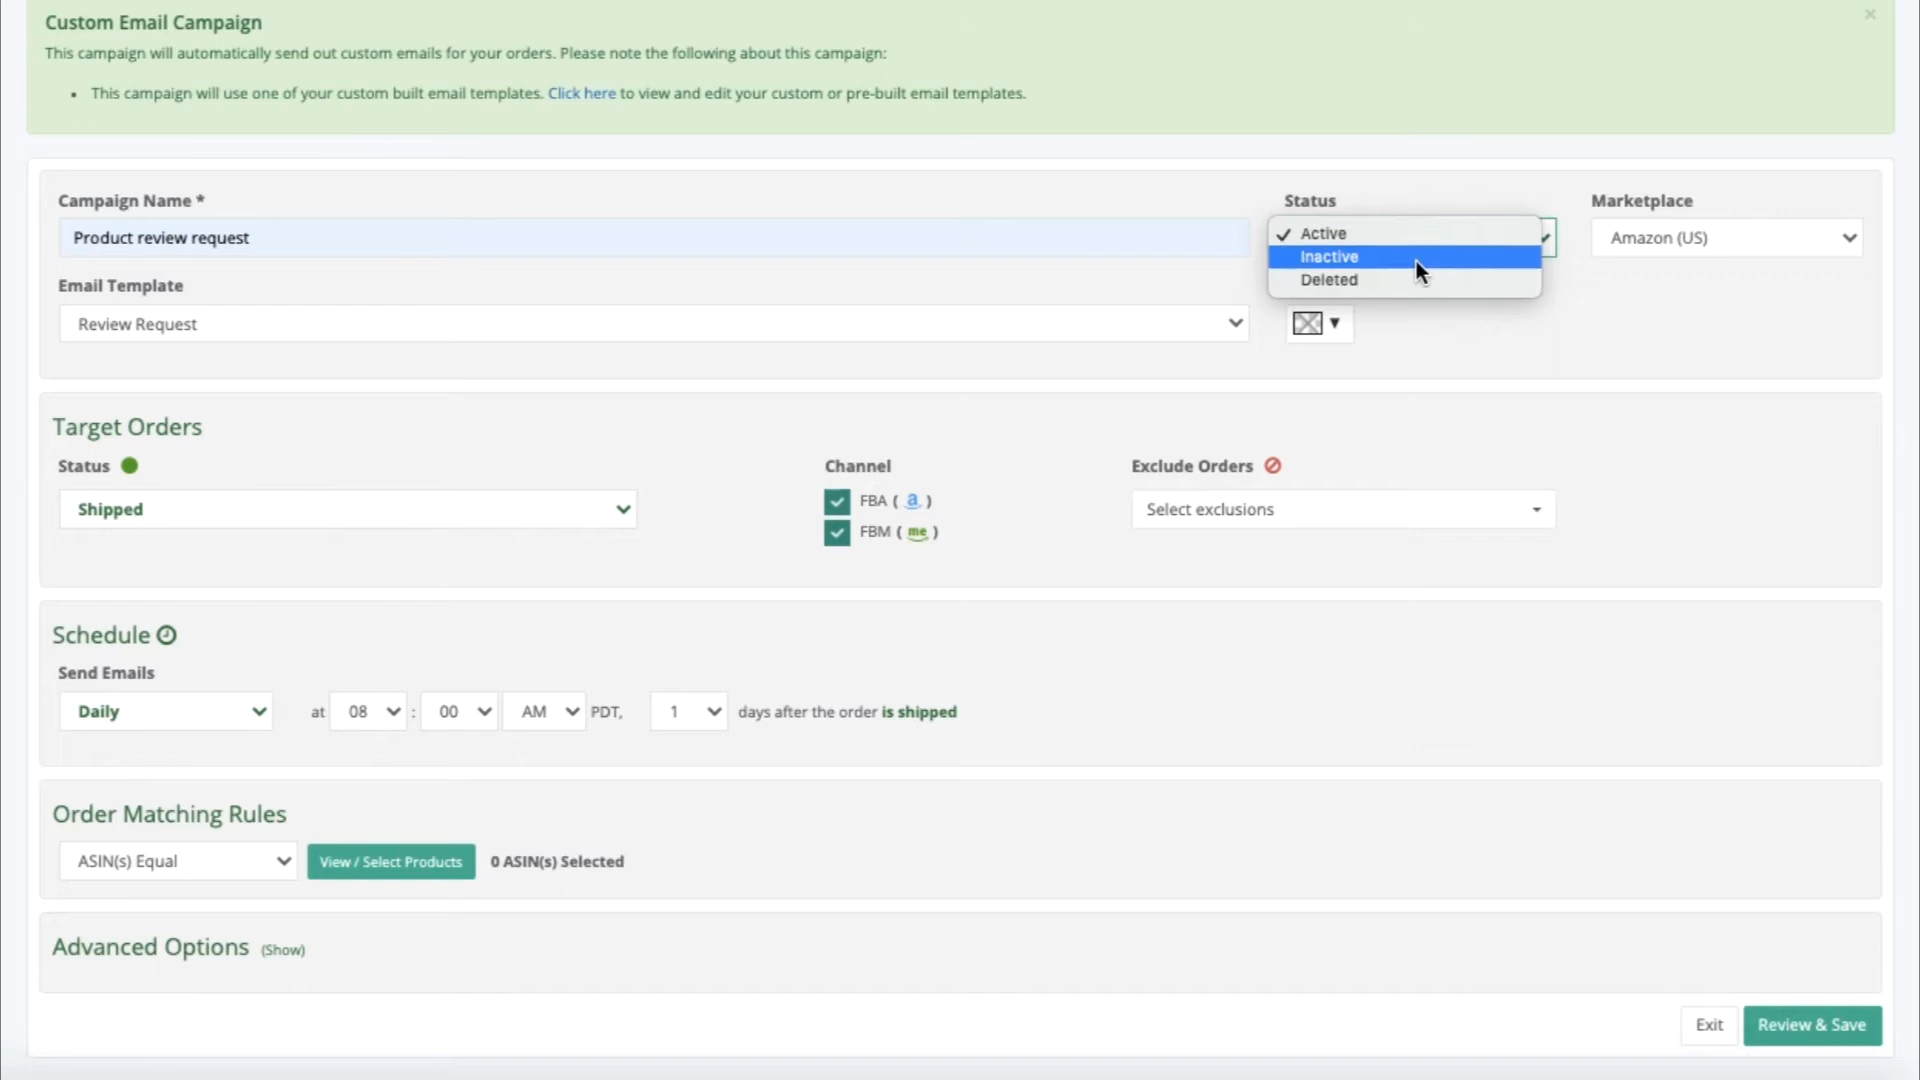 Custom Email Campaign
×
This campaign will automatically send out custom emails for your orders. Please note the following about this campaign:
• This campaign will use one of your custom built email templates. Click here to view and edit your custom or pre-built email templates.
Campaign Name *
Status
Marketplace
Product review request
Active
Inactive
Deleted
Amazon (US)
Email Template
Review Request
Target Orders
Status
Channel
Exclude Orders
Shipped
FBA ( a )
FBM ( me )
Select exclusions
Schedule
Send Emails
Daily at 08 : 00 AM PDT, 1 days after the order is shipped
Order Matching Rules
ASIN(s) Equal View / Select Products 0 ASIN(s) Selected
Advanced Options (Show)
Exit Review & Save